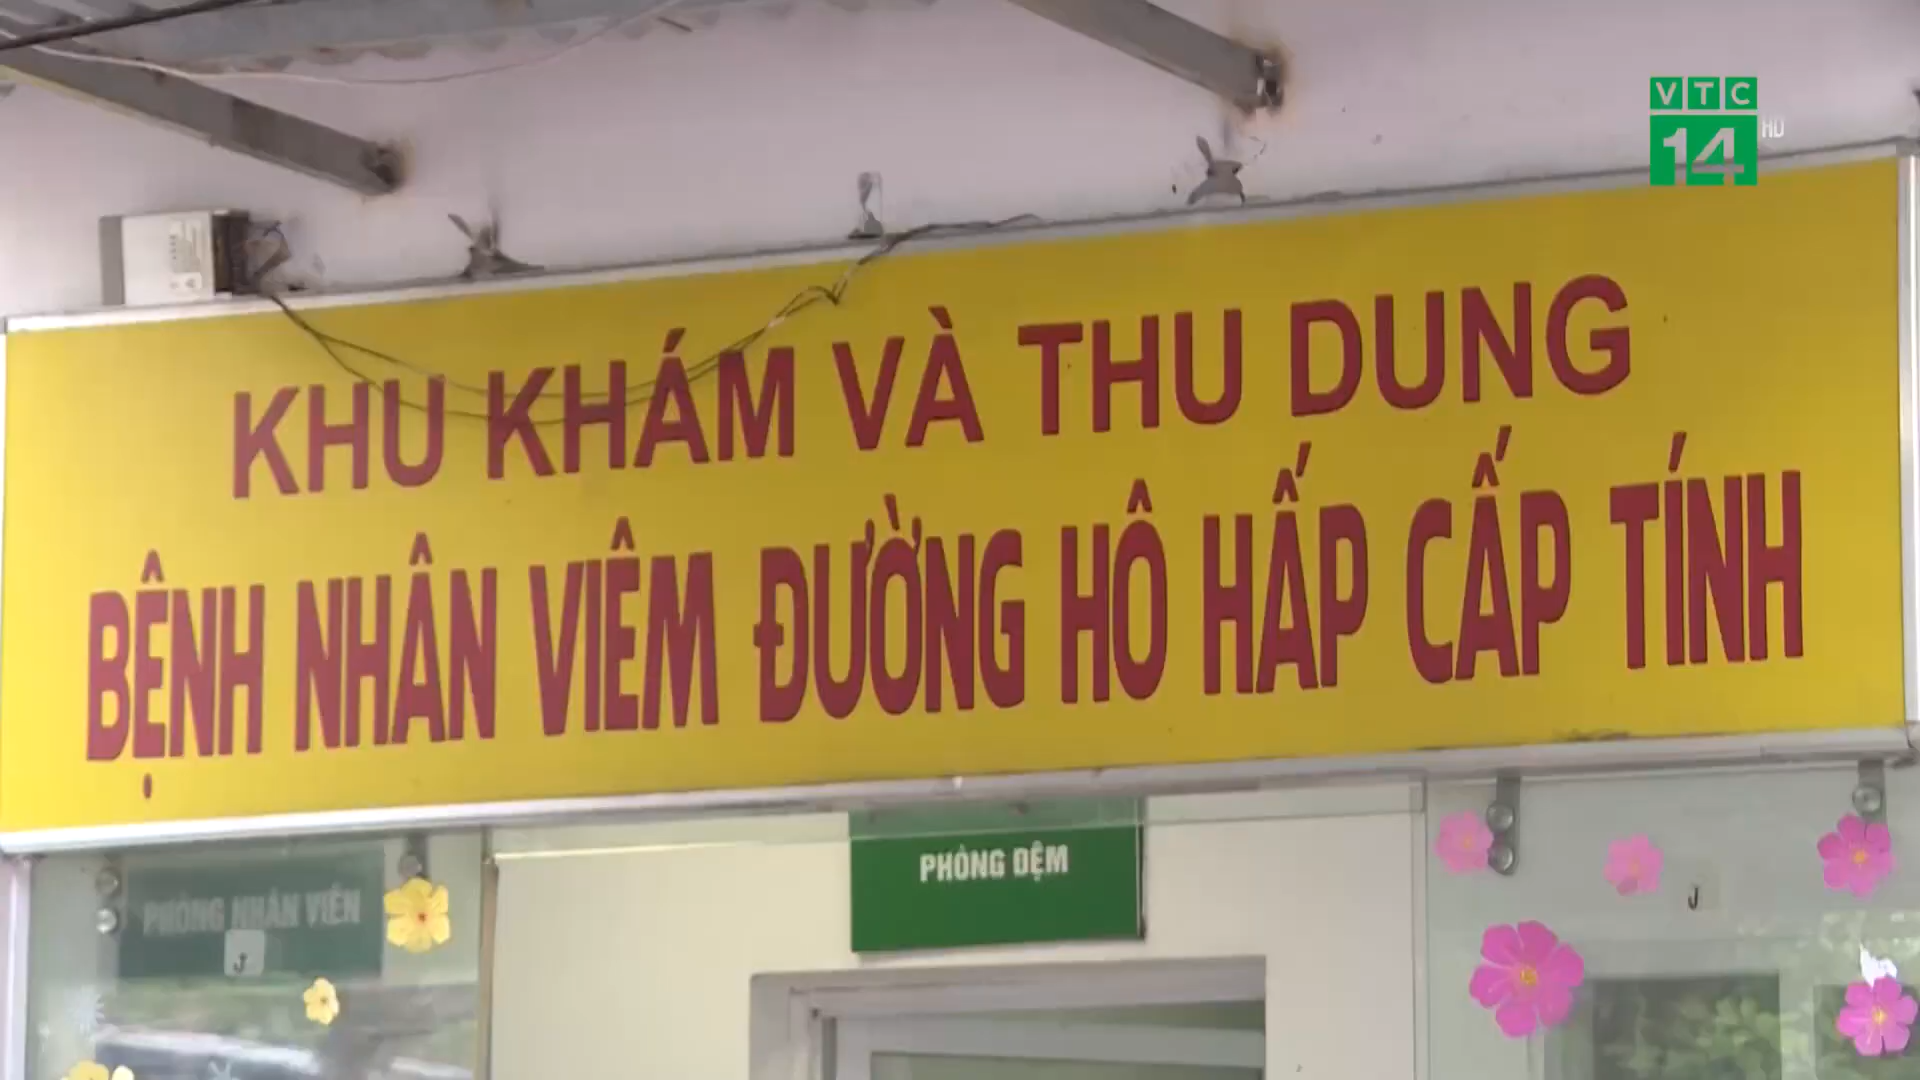 VTC
14 HD
KHU KHÁM VÀ THU DUNG
BỆNH NHÂN VIÊM ĐƯỜNG HÔ HẤP CẤP TÍNH
PHÒNG ĐỆM
PHÒNG NHÂN VIÊN
J
J